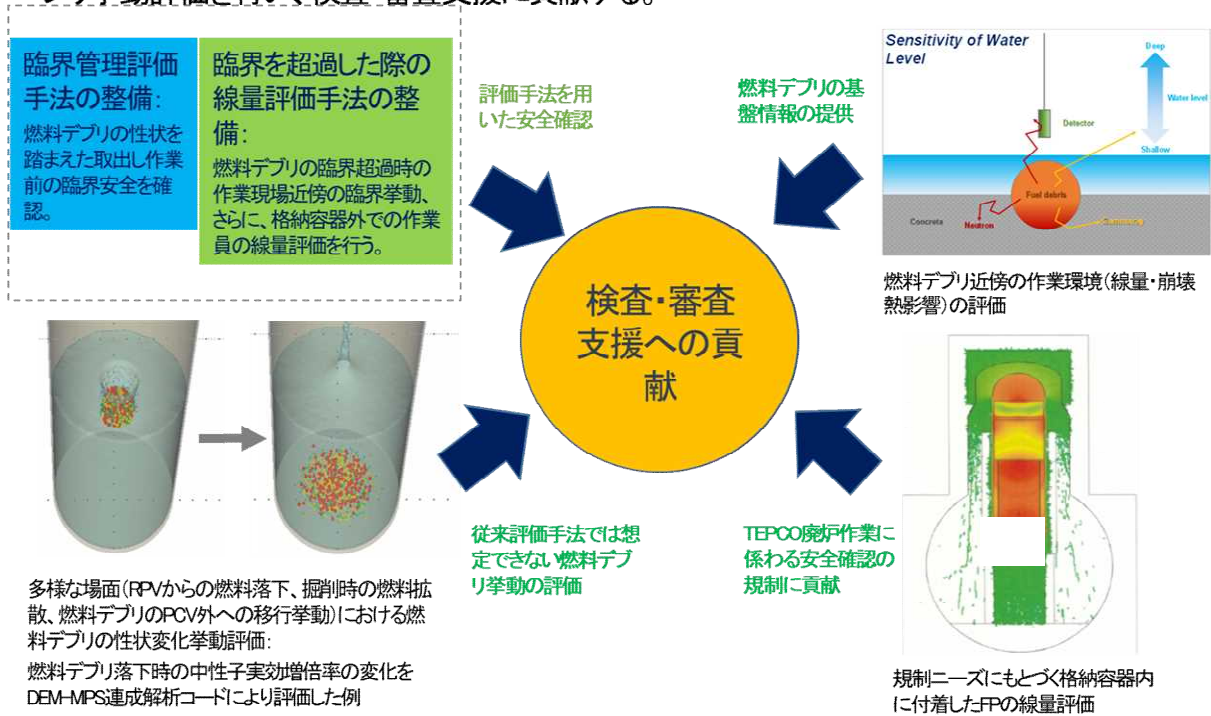 臨界管理評価
手法の整備:
燃料デブリの性状を
踏まえた取出し作業
前の臨界安全を確
認。
臨界を超過した際の
線量評価手法の整
備:
燃料デブリの臨界超過時の
作業現場近傍の臨界挙動、
さらに、格納容器外での作業
員の線量評価を行う。
評価手法を用
いた安全確認
燃料デブリの基
盤情報の提供
Sensitivity of Water
Level
Deep
Water level
Shallow
Detector
Fuel debris
Concrete
Neutron
燃料デブリ近傍の作業環境(線量・崩壊
熱影響)の評価
検査・審査
支援への貢
献
従来評価手法では想
定できない燃料デブ
リ挙動の評価
TEPCO廃炉作業に
係わる安全確認の
規制に貢献
多様な場面(RPVからの燃料落下、掘削時の燃料拡
散、燃料デブリのPCV外への移行挙動)における燃
料デブリの性状変化挙動評価:
燃料デブリ落下時の中性子実効増倍率の変化を
DEM-MPS連成解析コードにより評価した例
規制ニーズにもとづく格納容器内
に付着したFPの線量評価